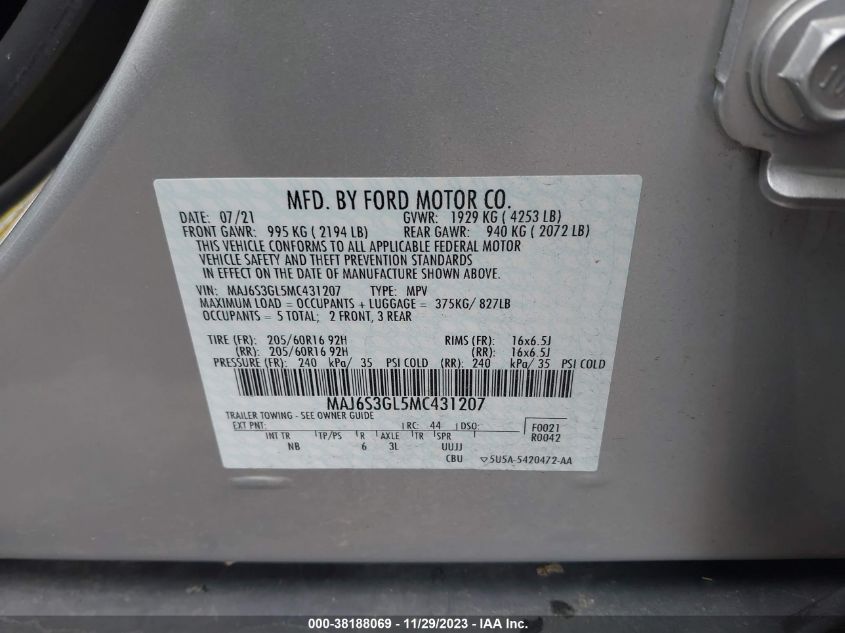 MFD. BY FORD MOTOR CO.
DATE: 07/21 GVWR: 1929 KG ( 4253 LB)
FRONT GAWR: 995 KG ( 2194 LB) REAR GAWR: 940 KG ( 2072 LB)
THIS VEHICLE CONFORMS TO ALL APPLICABLE FEDERAL MOTOR
VEHICLE SAFETY AND THEFT PREVENTION STANDARDS
IN EFFECT ON THE DATE OF MANUFACTURE SHOWN ABOVE.
VIN: MAJ6S3GL5MC431207 TYPE: MPV
MAXIMUM LOAD = OCCUPANTS + LUGGAGE = 375KG/ 827LB
OCCUPANTS = 5 TOTAL; 2 FRONT, 3 REAR
TIRE (FR): 205/60R16 92H RIMS (FR): 16x6.5J
(RR): 205/60R16 92H (RR): 16x6.5J
PRESSURE (FR): 240 kPa/ 35 PSI COLD (RR): 240 kPa/ 35 PSI COLD
MAJ6S3GL5MC431207
TRAILER TOWING - SEE OWNER GUIDE
EXT PNT: RC: 44 DSO: F0021
INT TR TP/PS R AXLE TR SPR R0042
NB 6 3L UUJJ
CBU 5U5A-5420472-AA
000-38188069 - 11/29/2023 - IAA Inc.